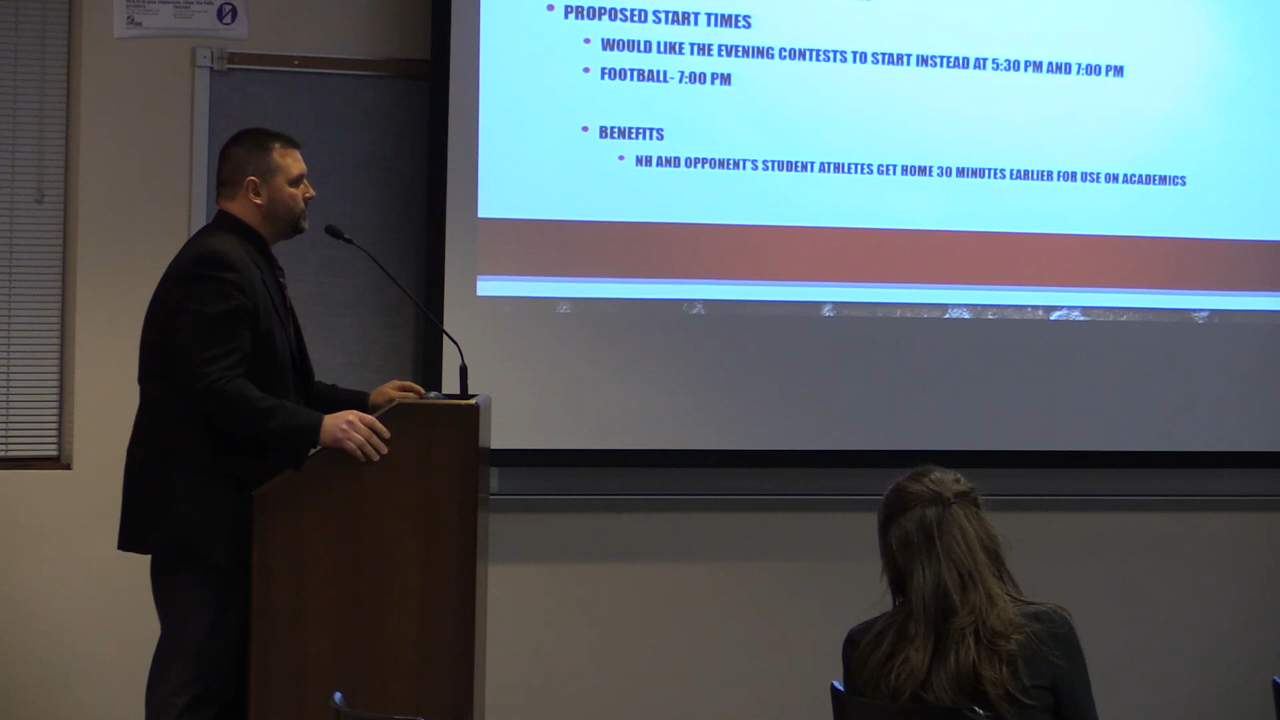 PROPOSED START TIMES
WOULD LIKE THE EVENING CONTESTS TO START INSTEAD AT 5:30 PM AND 7:00 PM
FOOTBALL- 7:00 PM
BENEFITS
NH AND OPPONENT'S STUDENT ATHLETES GET HOME 30 MINUTES EARLIER FOR USE ON ACADEMICS